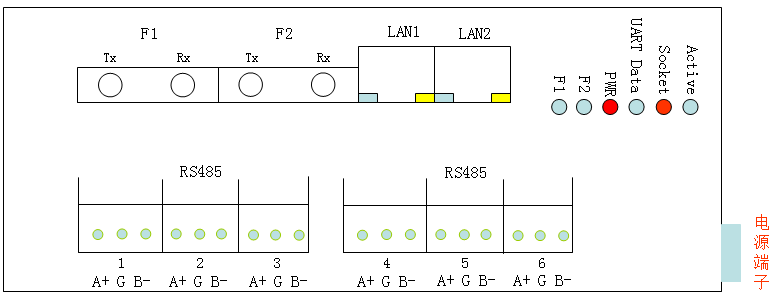 F1 F2 LAN1 LAN2
Tx Rx Tx Rx
F1 F2 PWR UART Data Socket Active
RS485 RS485
1 2 3 4 5 6
A+ G B- A+ G B- A+ G B- A+ G B- A+ G B- A+ G B-
电源端子